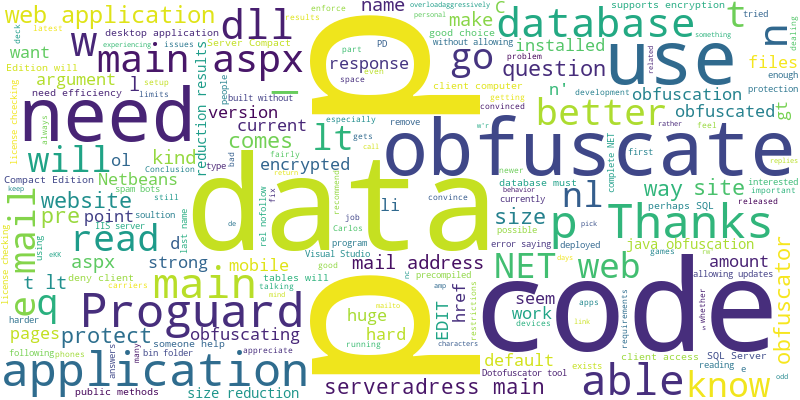 web application
desktop application
limits
deck
latest
setup
results
enforce
overloadaggressively
personal
supports encryption
tried
w
dll
Server Compact
name
make
C
database
t
n
experiencing
issues
main aspx
good choice
without allowing
something
dealing
want
Edition will
part
PD
response
go
installed
use
files
odd
argument
l
need efficiency
people
space
even
client computer
question
problem
enough
need
reduction results
built without
p
remove
getting
convinced
n'
development
related
protection
license checking
version
current
lt
especially
call
better
obfuscation
obfuscated
gt
always
kind
comes
gets
obfuscate
rather
feel
will
ol
type
bad
encrypted
fairly
database must
newer
behavior
first
complete NET
Conclusion
Compact Edition
keep
Netbeans
spam bots
still
fix
return
data
li
convince
currently
nl
way
site
interested
important
replies
e mail
website
soultion
rel nofollow
recommended
size
possible
perhaps SQL
released
pre
point
last name
de
job
Carlos
error saying
p
Thanks
using
IIS server
d
program
deployed
java obfuscation
read
aspx
strong
Visual Studio
good
mail address
NET web
amount
t lt
deny client
mobile
tables will
talking
mind
precompiled
pick
games
rw
allowing updates
eKK
carriers
main
href
restrictions
seem
apps
whether
obfuscator
eq
Proguard
huge
amp
EDIT
work
devices
link
requirements
code
harder
protect
obfuscating
hard
mailto
characters
pages
following
phones
answers
many
someone help
bin folder
running
default
exists
client access
SQL Server
reading
e
application
appreciate
p
Dotofuscator tool
able
know
days
public methods
size reduction
serveradress main